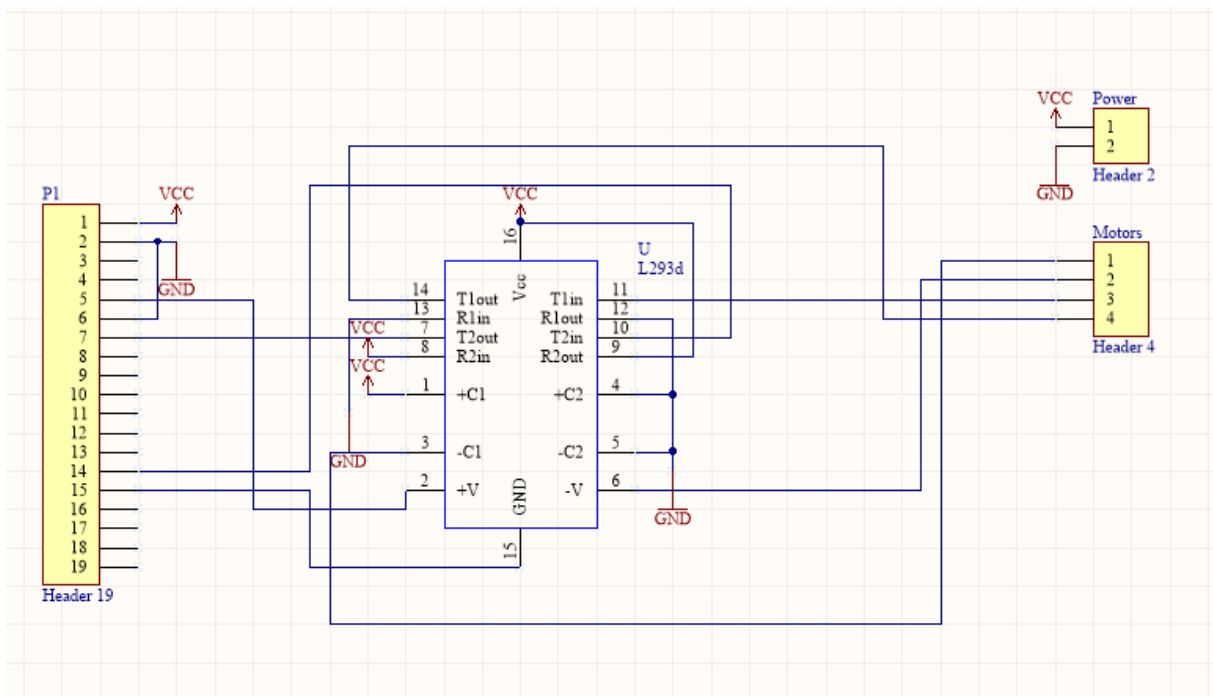 VCC
Power
1
2
Header 2
GND
P1
VCC
VCC
1
2
3
4
5
6
7
8
9
10
11
12
13
14
15
16
17
18
19
Header 19
GND
16
U
L293d
Vcc
14
T1out
T1in
11
13
R1in
R1out
12
7
T2out
T2in
10
8
R2in
R2out
9
VCC
VCC
1
+C1
+C2
4
3
-C1
-C2
5
2
+V
-V
6
GND
15
GND
GND
Motors
1
2
3
4
Header 4